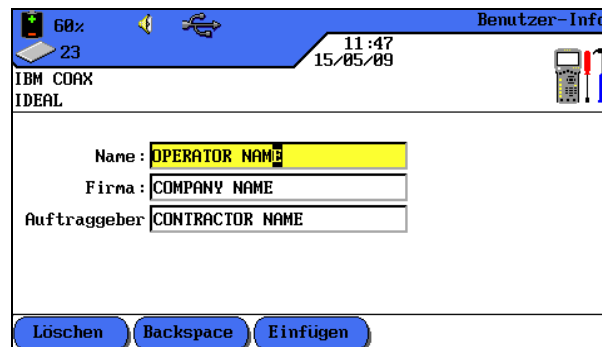 60%
Benutzer-Info
23
11:47
15/05/09
IBM COAX
IDEAL
Name: OPERATOR NAME
Firma: COMPANY NAME
Auftraggeber CONTRACTOR NAME
Löschen Backspace Einfügen